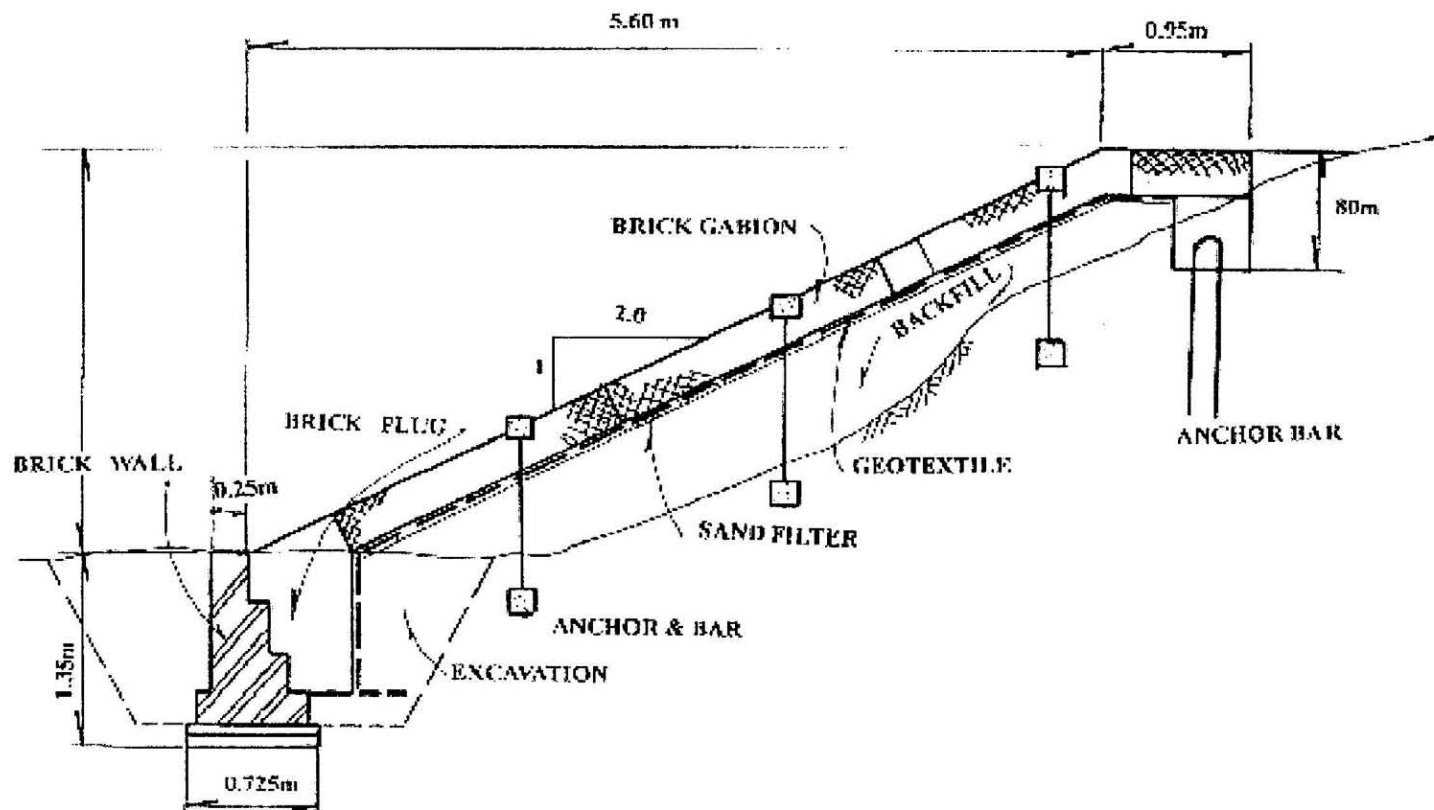 5.60 m
0.95m
80m
BRICK GABION
2.0
1
BACKFILL
BRICK PLUG
ANCHOR BAR
BRICK WALL
GEOTEXTILE
0.25m
SAND FILTER
ANCHOR & BAR
EXCAVATION
1.35m
0.725m